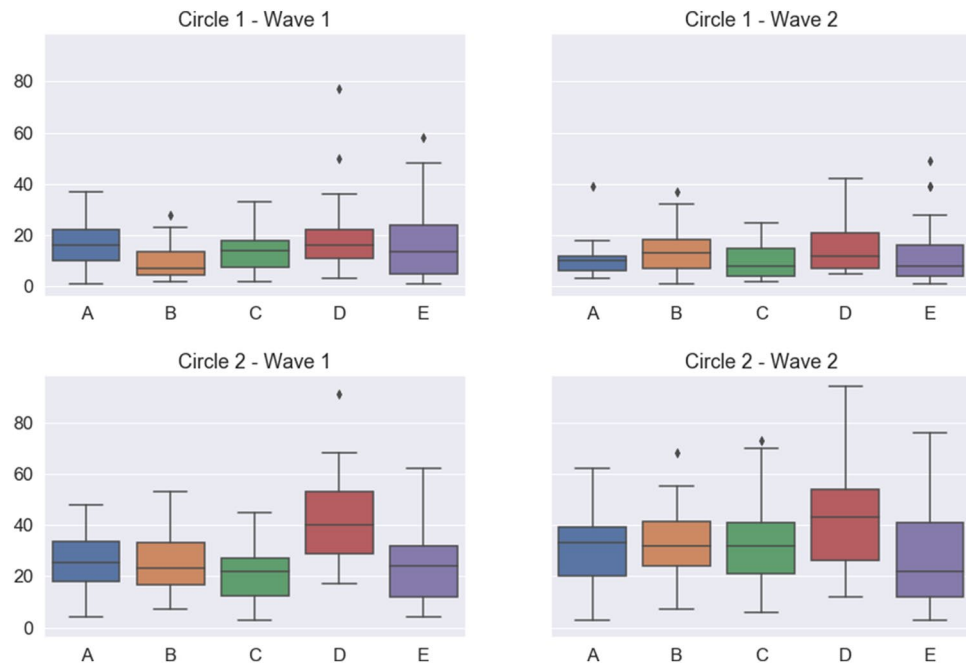 Circle 1 - Wave 1
Circle 1 - Wave 2
80
60
40
20
0
A B C D E
A B C D E
Circle 2 - Wave 1
Circle 2 - Wave 2
80
60
40
20
0
A B C D E
A B C D E